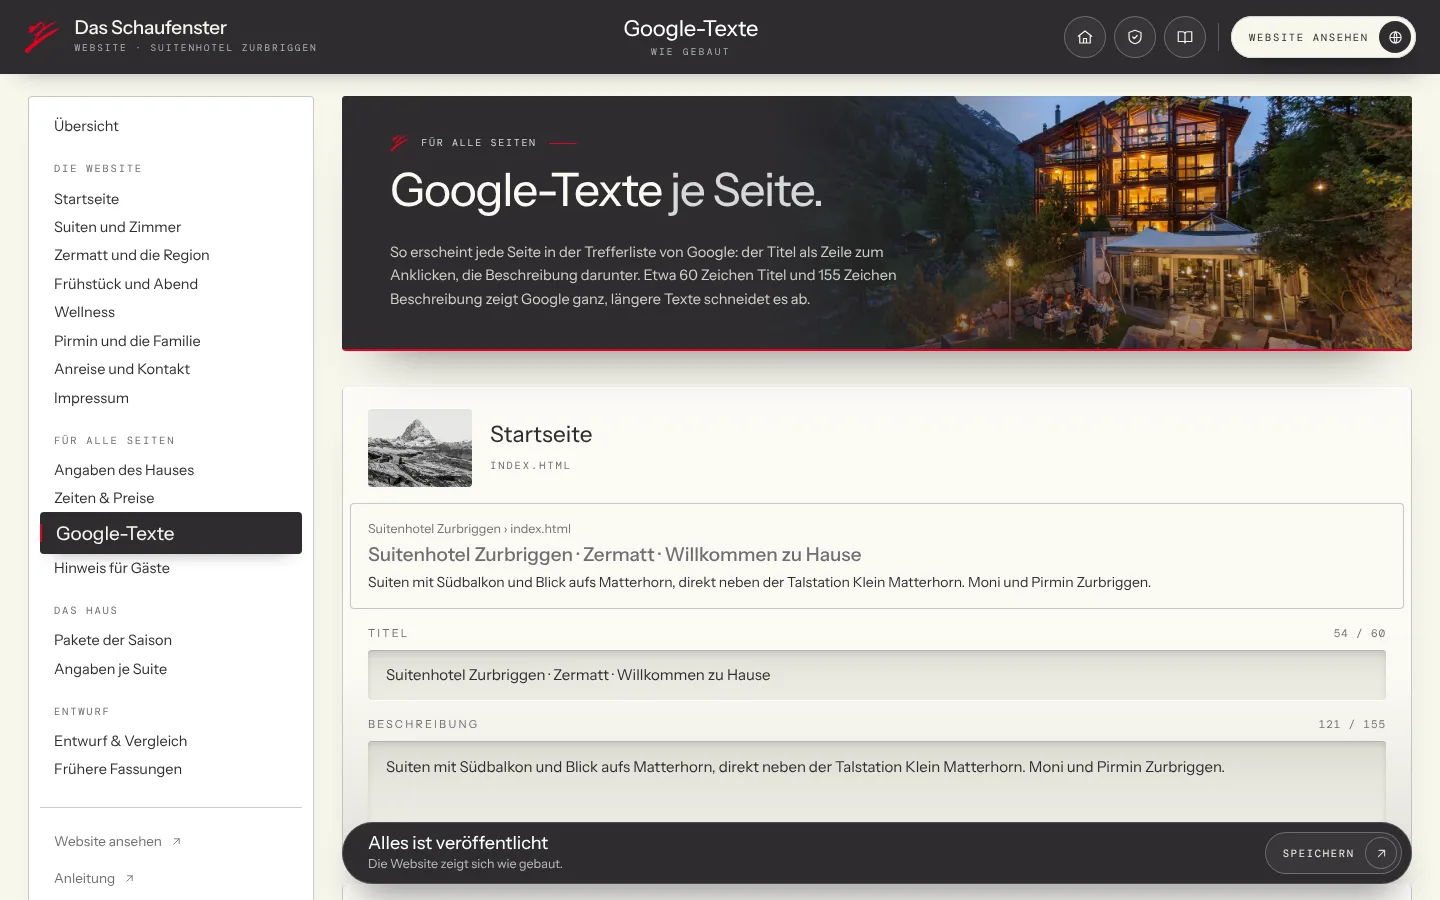 Das Schaufenster
WEBSITE · SUITENHOTEL ZURBRIGGEN
Google-Texte
WIE GEBAUT
WEBSITE ANSEHEN
Übersicht
DIE WEBSITE
Startseite
Suiten und Zimmer
Zermatt und die Region
Frühstück und Abend
Wellness
Pirmin und die Familie
Anreise und Kontakt
Impressum
FÜR ALLE SEITEN
Angaben des Hauses
Zeiten & Preise
Google-Texte
Hinweis für Gäste
DAS HAUS
Pakete der Saison
Angaben je Suite
ENTWURF
Entwurf & Vergleich
Frühere Fassungen
Website ansehen
Anleitung
FÜR ALLE SEITEN
Google-Texte je Seite.
So erscheint jede Seite in der Trefferliste von Google: der Titel als Zeile zum
Anklicken, die Beschreibung darunter. Etwa 60 Zeichen Titel und 155 Zeichen
Beschreibung zeigt Google ganz, längere Texte schneidet es ab.
Startseite
INDEX.HTML
Suitenhotel Zurbriggen › index.html
Suitenhotel Zurbriggen · Zermatt · Willkommen zu Hause
Suiten mit Südbalkon und Blick aufs Matterhorn, direkt neben der Talstation Klein Matterhorn. Moni und Pirmin Zurbriggen.
TITEL
54 / 60
Suitenhotel Zurbriggen · Zermatt · Willkommen zu Hause
BESCHREIBUNG
121 / 155
Suiten mit Südbalkon und Blick aufs Matterhorn, direkt neben der Talstation Klein Matterhorn. Moni und Pirmin Zurbriggen.
Alles ist veröffentlicht
Die Website zeigt sich wie gebaut.
SPEICHERN